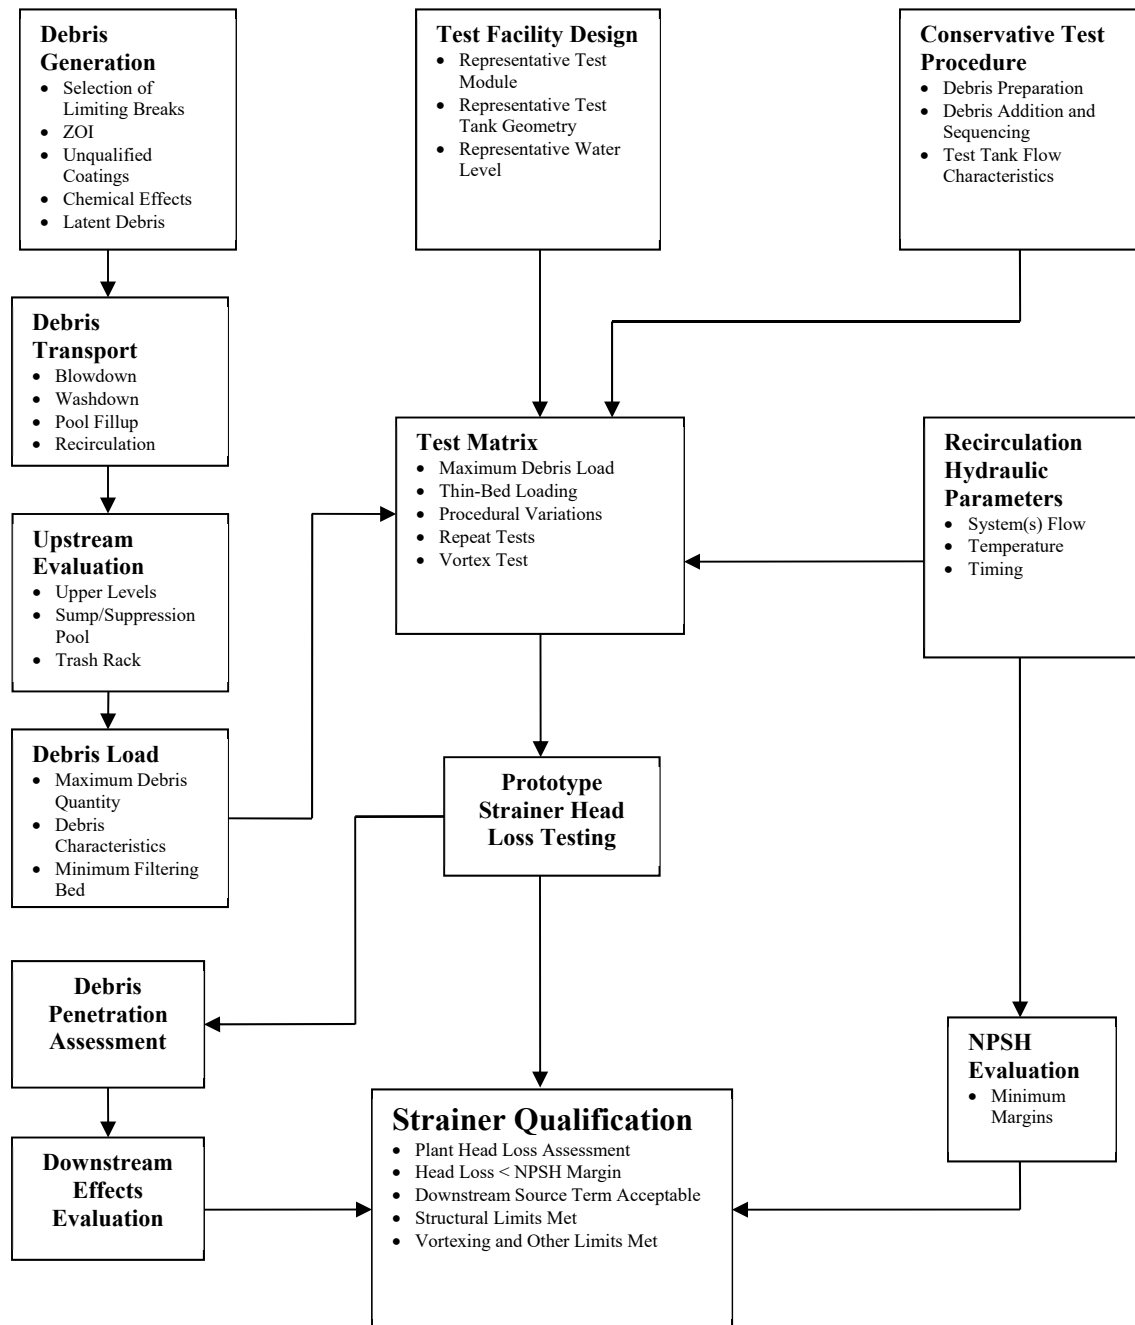 Debris
Generation
• Selection of
Limiting Breaks
• ZOI
• Unqualified
Coatings
• Chemical Effects
• Latent Debris
Test Facility Design
• Representative Test
Module
• Representative Test
Tank Geometry
• Representative Water
Level
Conservative Test
Procedure
• Debris Preparation
• Debris Addition and
Sequencing
• Test Tank Flow
Characteristics
Debris
Transport
• Blowdown
• Washdown
• Pool Fillup
• Recirculation
Test Matrix
• Maximum Debris Load
• Thin-Bed Loading
• Procedural Variations
• Repeat Tests
• Vortex Test
Recirculation
Hydraulic
Parameters
• System(s) Flow
• Temperature
• Timing
Upstream
Evaluation
• Upper Levels
• Sump/Suppression
Pool
• Trash Rack
Debris Load
• Maximum Debris
Quantity
• Debris
Characteristics
• Minimum Filtering
Bed
Prototype
Strainer Head
Loss Testing
Debris
Penetration
Assessment
NPSH
Evaluation
• Minimum
Margins
Downstream
Effects
Evaluation
Strainer Qualification
• Plant Head Loss Assessment
• Head Loss < NPSH Margin
• Downstream Source Term Acceptable
• Structural Limits Met
• Vortexing and Other Limits Met